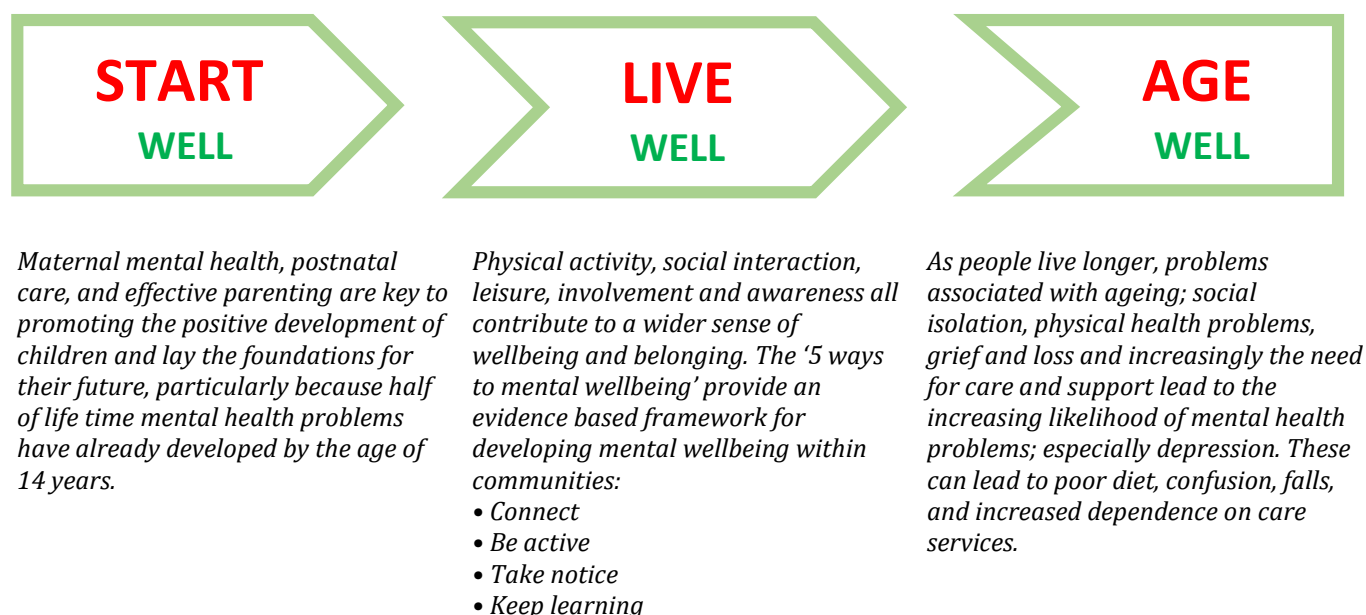 START
WELL
Maternal mental health, postnatal
care, and effective parenting are key to
promoting the positive development of
children and lay the foundations for
their future, particularly because half
of life time mental health problems
have already developed by the age of
14 years.
LIVE
WELL
Physical activity, social interaction,
leisure, involvement and awareness all
contribute to a wider sense of
wellbeing and belonging. The ‘5 ways
to mental wellbeing’ provide an
evidence based framework for
developing mental wellbeing within
communities:
• Connect
• Be active
• Take notice
• Keep learning
AGE
WELL
As people live longer, problems
associated with ageing; social
isolation, physical health problems,
grief and loss and increasingly the need
for care and support lead to the
increasing likelihood of mental health
problems; especially depression. These
can lead to poor diet, confusion, falls,
and increased dependence on care
services.